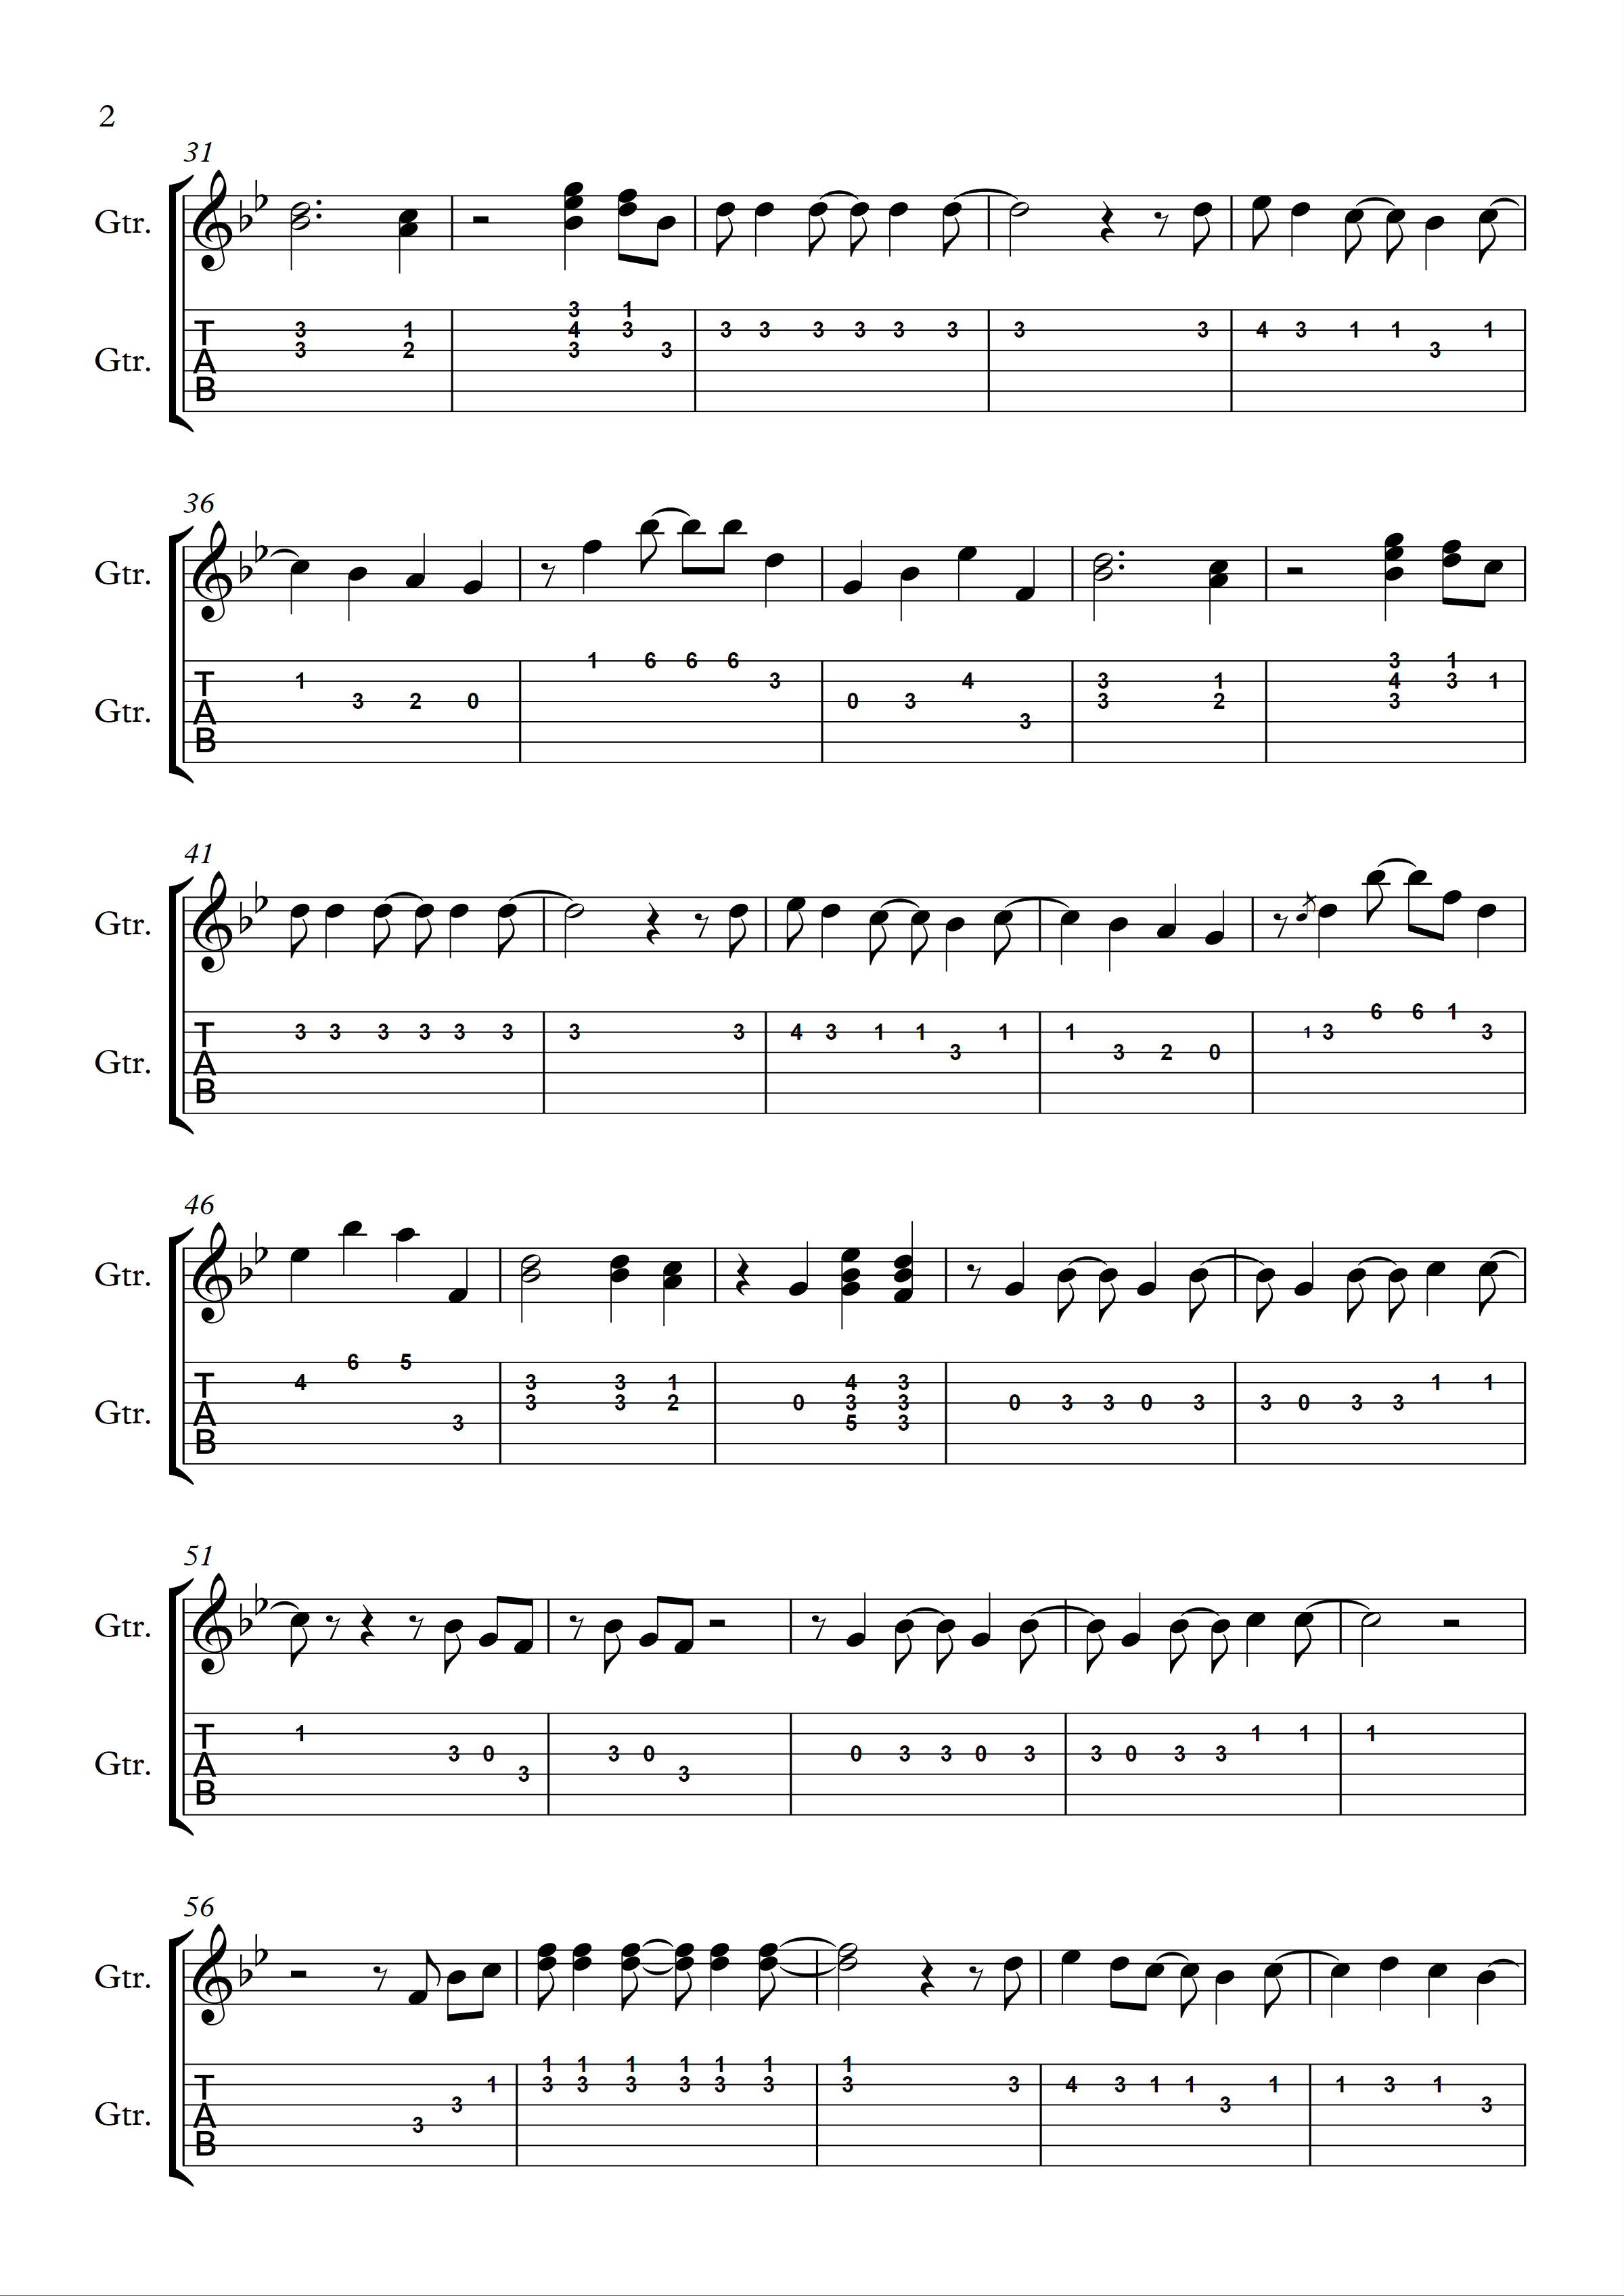 2
31
Gtr.
3 1
3 1 4 3 3 3 3 3 3 3 3 3 4 3 1 1 1
3 2 3 3 3
T
A
B
Gtr.
36
Gtr.
1 6 6 6 3 1
1 3 4 3 1 4 3 1
3 2 0 0 3 3 2 3
3
T
A
B
Gtr.
41
Gtr.
6 6 1
3 3 3 3 3 3 3 3 4 3 1 1 1 1 1 3 3
3 3 2 0
T
A
B
Gtr.
46
Gtr.
6 5
4 3 3 1 4 3 1 1
3 3 2 0 3 3 0 3 3 0 3 3 0 3 3
3 5 3
T
A
B
Gtr.
51
Gtr.
1 1 1 1
3 0 3 0 0 3 3 0 3 3 0 3 3
3 3
T
A
B
Gtr.
56
Gtr.
1 1 1 1 1 1 1
1 3 3 3 3 3 3 3 3 4 3 1 1 1 1 3 1
3 3 3
3
T
A
B
Gtr.